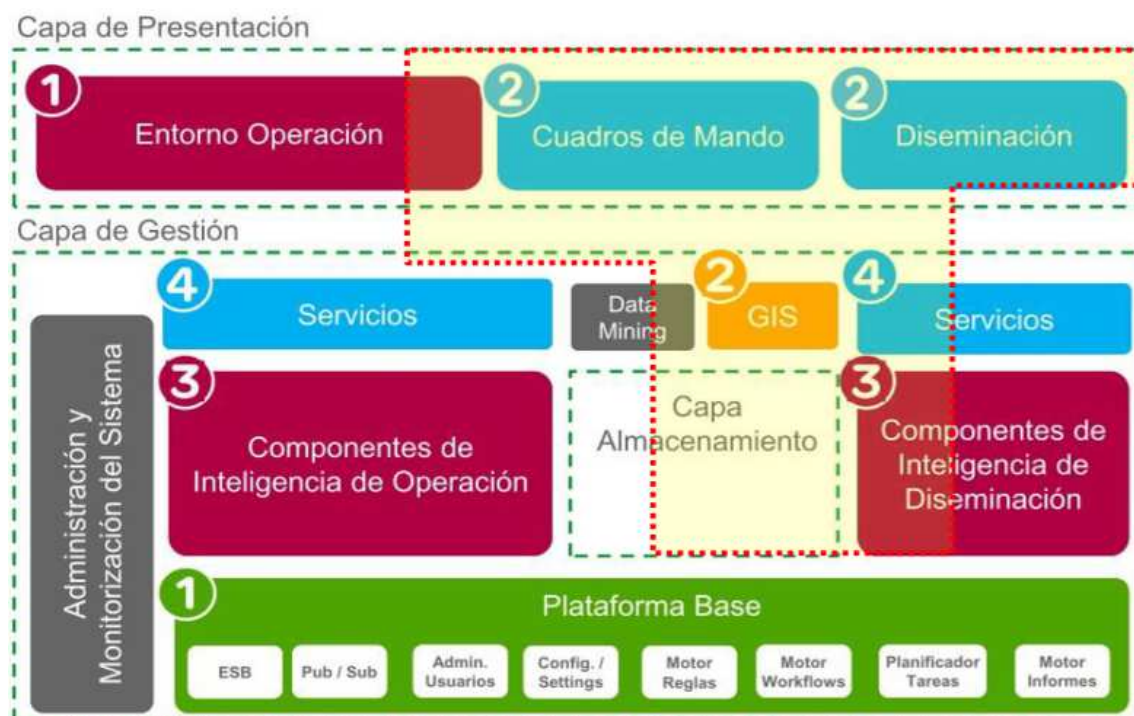 Capa de Presentación
1
Entorno Operación
2
Cuadros de Mando
2
Diseminación
Capa de Gestión
Administración y
Monitorización del Sistema
4
Servicios
Data
Mining
2
GIS
4
Servicios
3
Componentes de
Inteligencia de Operación
Capa
Almacenamiento
3
Componentes de
Inteligencia de
Diseminación
1
Plataforma Base
ESB
Pub / Sub
Admin.
Usuarios
Config. /
Settings
Motor
Reglas
Motor
Workflows
Planificador
Tareas
Motor
Informes